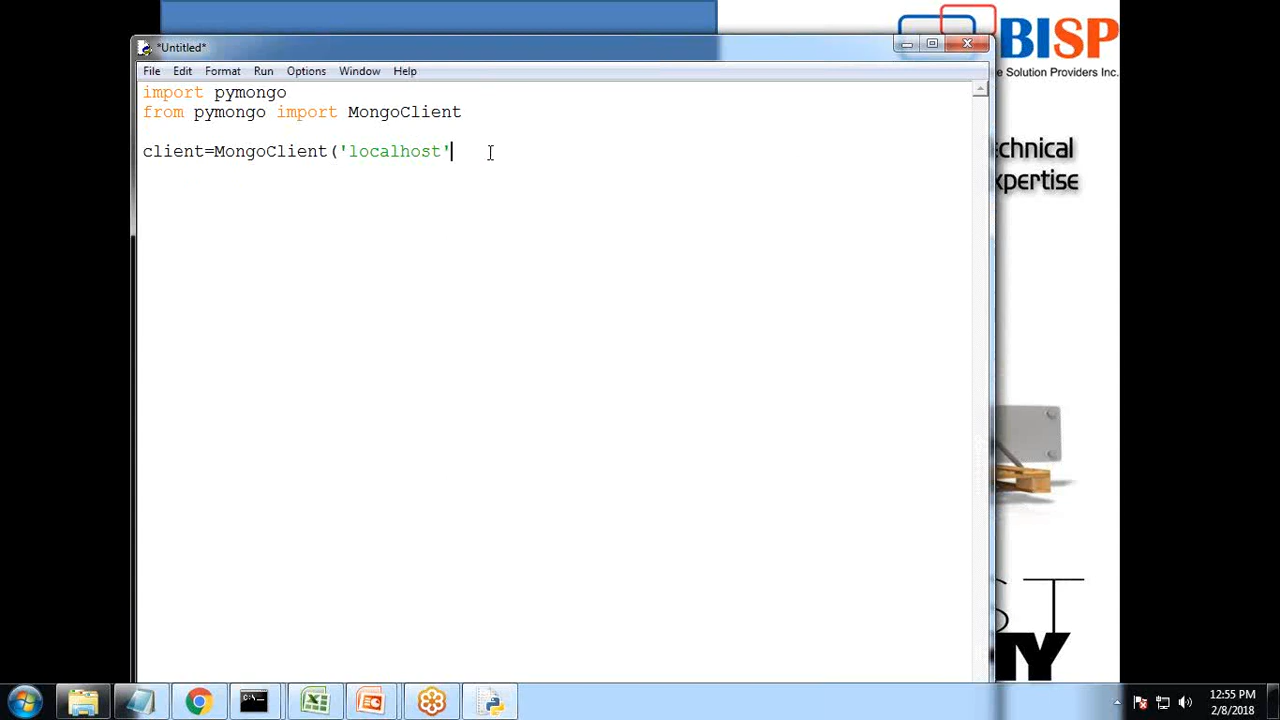 BISP
e Solution Providers Inc.
*Untitled*
File Edit Format Run Options Window Help
import pymongo
from pymongo import MongoClient
client=MongoClient('localhost'
echnical
xpertise
12:55 PM
2/8/2018